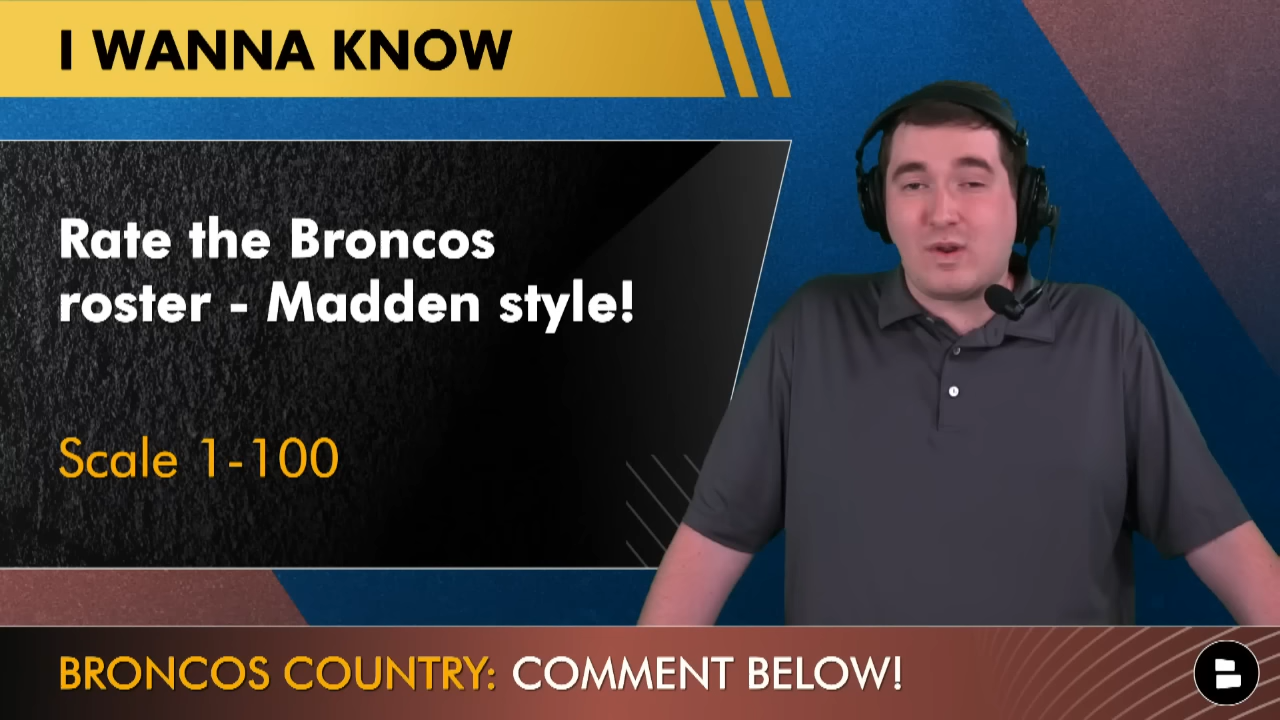 I WANNA KNOW
Rate the Broncos
roster - Madden style!
Scale 1-100
BRONCOS COUNTRY: COMMENT BELOW!